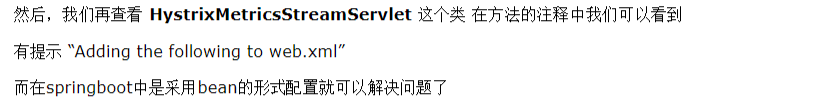 然后，我们再查看 HystrixMetricsStreamServlet 这个类 在方法的注释中我们可以看到
有提示 “Adding the following to web.xml”
而在springboot中是采用bean的形式配置就可以解决问题了